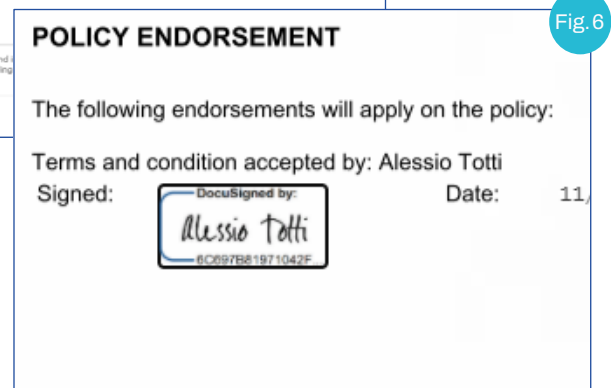 Fig. 6
POLICY ENDORSEMENT
The following endorsements will apply on the policy:
Terms and condition accepted by: Alessio Totti
Signed:
DocuSigned by:
Date: 11/
Alessio Totti
6C697B81971042F...